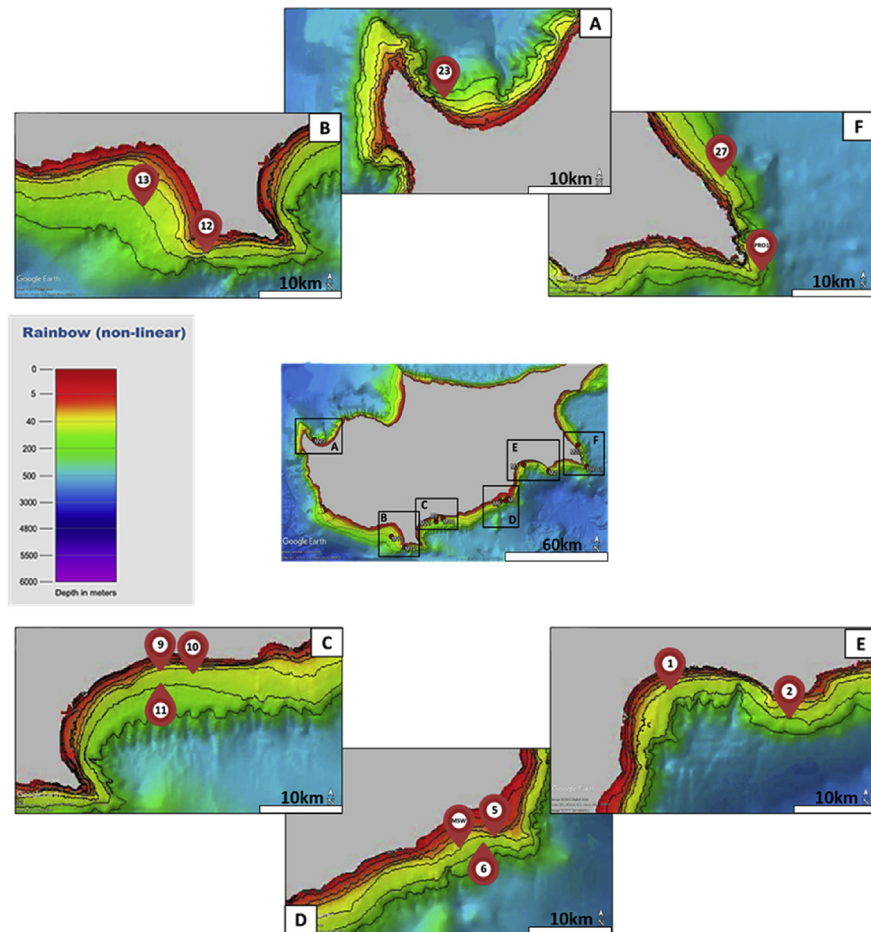 A
23
10km
B
13
12
Google Earth
10km
F
27
PRO1
10km
Rainbow (non-linear)
0
5
40
200
500
3000
4800
5500
6000
Depth in meters
A
B
C
D
E
F
Google Earth
60km
C
9
10
11
10km
E
1
2
10km
MSW
5
6
D
10km